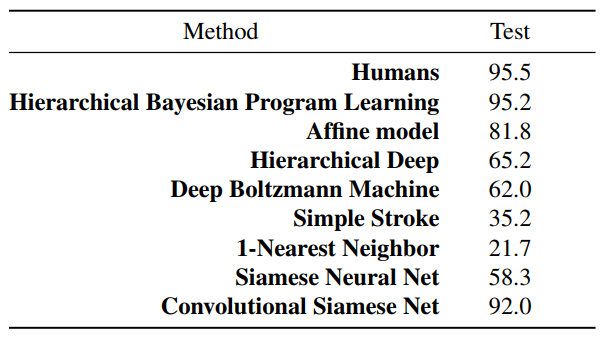 Method Test
Humans 95.5
Hierarchical Bayesian Program Learning 95.2
Affine model 81.8
Hierarchical Deep 65.2
Deep Boltzmann Machine 62.0
Simple Stroke 35.2
1-Nearest Neighbor 21.7
Siamese Neural Net 58.3
Convolutional Siamese Net 92.0